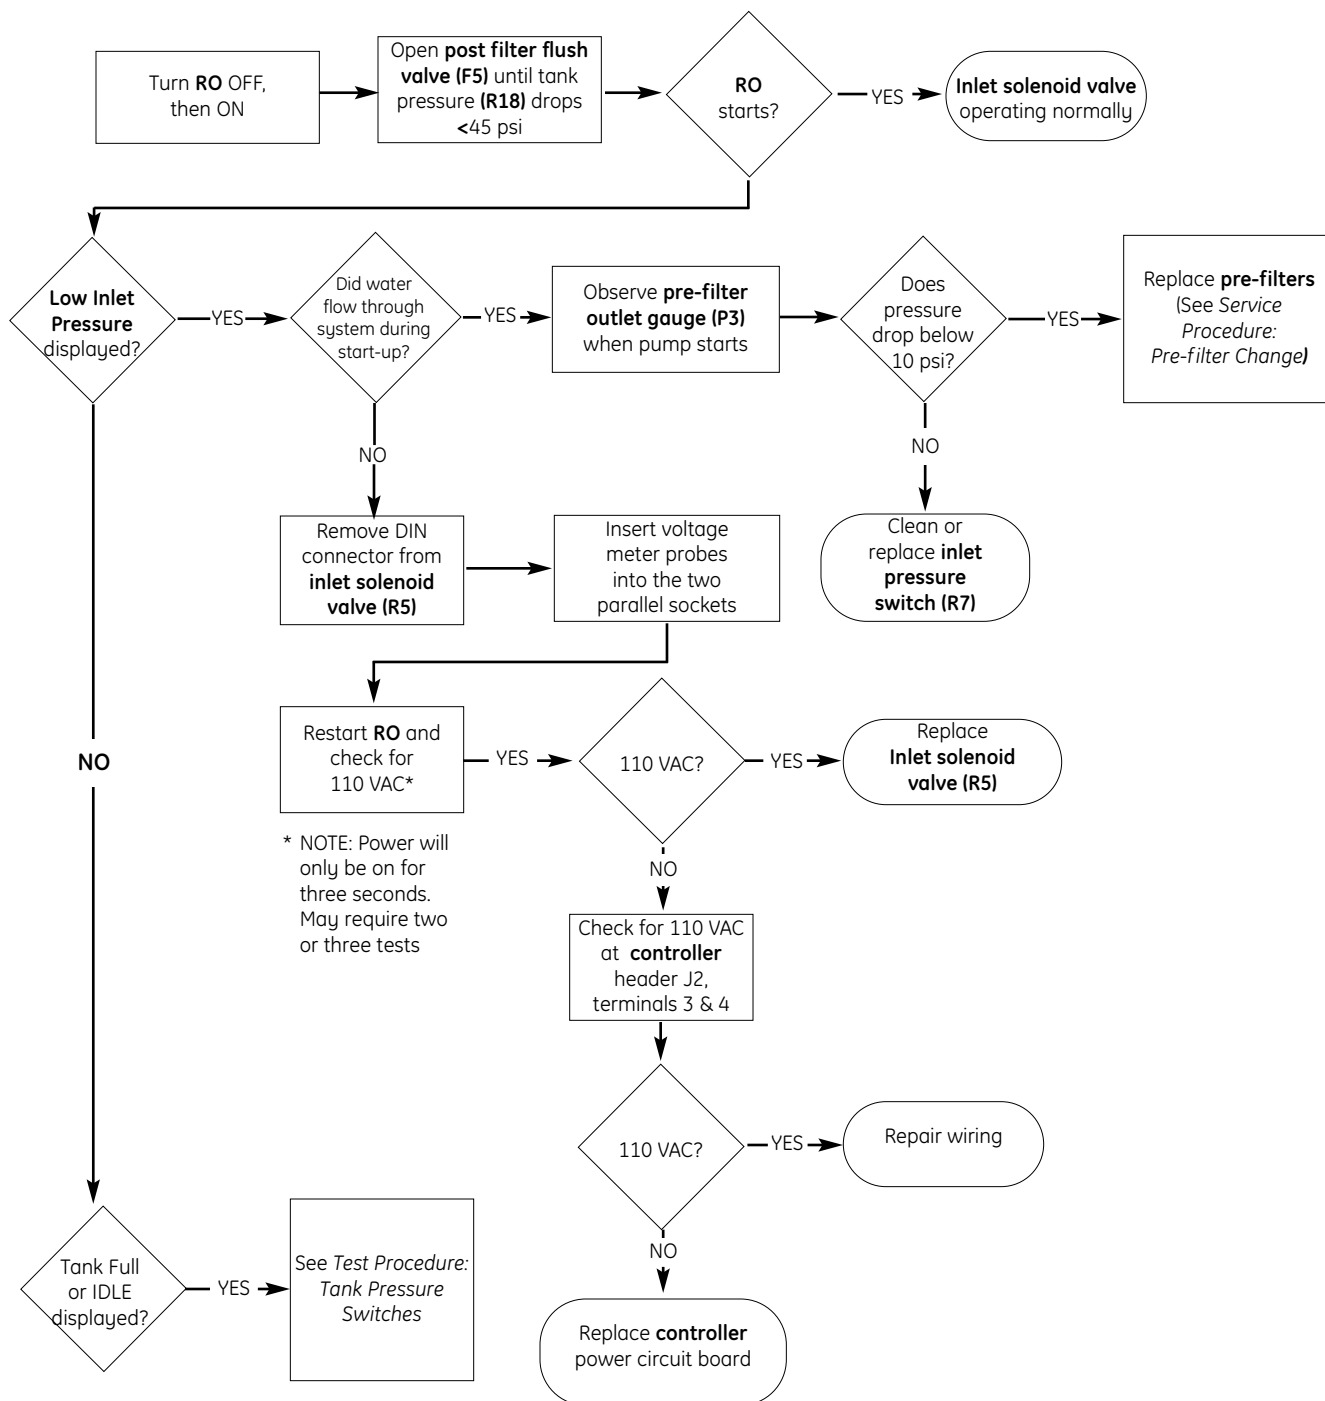 Turn RO OFF,
then ON
Open post filter flush
valve (F5) until tank
pressure (R18) drops
<45 psi
RO
starts?
YES
Inlet solenoid valve
operating normally
Low Inlet
Pressure
displayed?
YES
Did water
flow through
system during
start-up?
YES
Observe pre-filter
outlet gauge (P3)
when pump starts
Does
pressure
drop below
10 psi?
YES
Replace pre-filters
(See Service
Procedure:
Pre-filter Change)
NO
NO
Remove DIN
connector from
inlet solenoid
valve (R5)
Insert voltage
meter probes
into the two
parallel sockets
Clean or
replace inlet
pressure
switch (R7)
NO
Restart RO and
check for
110 VAC*
YES
110 VAC?
YES
Replace
Inlet solenoid
valve (R5)
* NOTE: Power will
only be on for
three seconds.
May require two
or three tests
NO
Check for 110 VAC
at controller
header J2,
terminals 3 & 4
110 VAC?
YES
Repair wiring
NO
Tank Full
or IDLE
displayed?
YES
See Test Procedure:
Tank Pressure
Switches
Replace controller
power circuit board